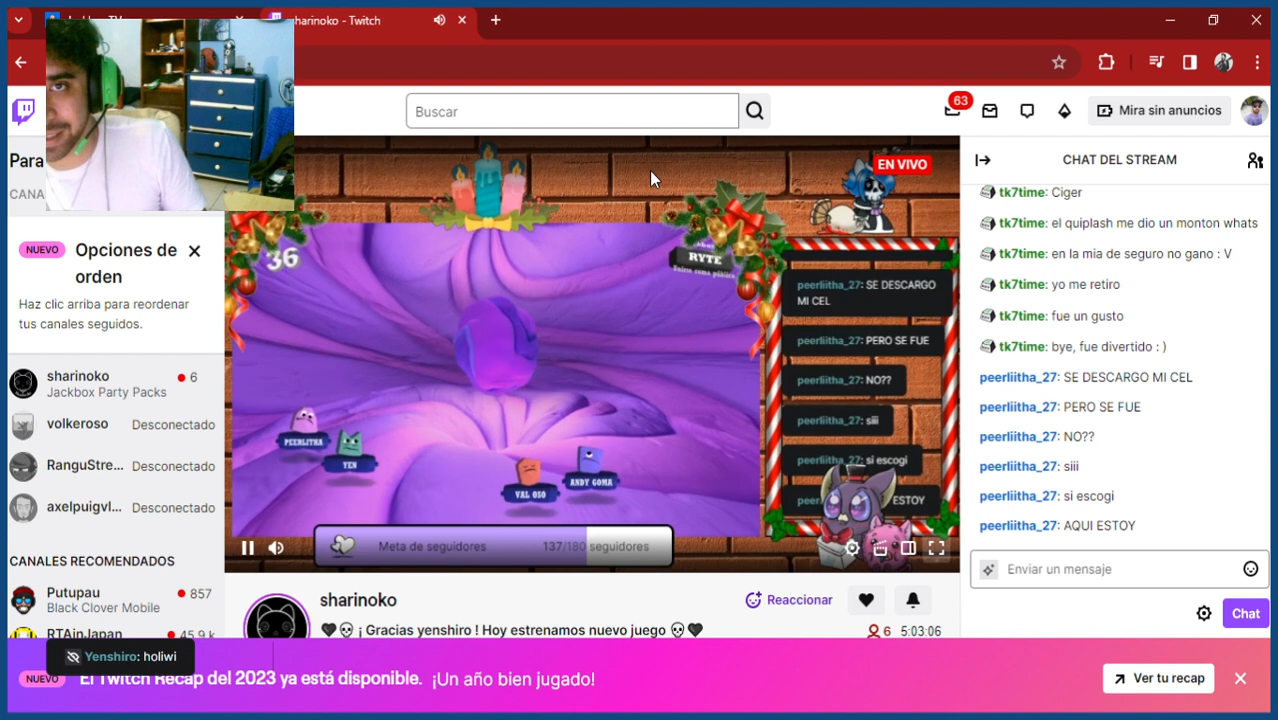 sharinoko - Twitch
Buscar
63
Mira sin anuncios
Para
CANA
NUEVO
Opciones de
orden
Haz clic arriba para reordenar
tus canales seguidos.
sharinoko
6
Jackbox Party Packs
volkeroso
Desconectado
RanguStre...
Desconectado
axelpuigvl...
Desconectado
CANALES RECOMENDADOS
Putupau
857
Black Clover Mobile
RTAinJapan
45,9 k
EN VIVO
36
RYTE
PEERLITHA
YEN
VAL OSO
ANDY GOMA
peerliitha_27: SE DESCARGO
MI CEL
peerliitha_27: PERO SE FUE
peerliitha_27: NO??
peerliitha_27: siii
peerliitha_27: si escogi
peer
ESTOY
Meta de seguidores
137/180 seguidores
sharinoko
Reaccionar
¡ Gracias yenshiro ! Hoy estrenamos nuevo juego
6
5:03:06
CHAT DEL STREAM
tk7time: Ciger
tk7time: el quiplash me dio un monton whats
tk7time: en la mia de seguro no gano : V
tk7time: yo me retiro
tk7time: fue un gusto
tk7time: bye, fue divertido : )
peerliitha_27: SE DESCARGO MI CEL
peerliitha_27: PERO SE FUE
peerliitha_27: NO??
peerliitha_27: siii
peerliitha_27: si escogi
peerliitha_27: AQUI ESTOY
Enviar un mensaje
Chat
Yenshiro: holiwi
NUEVO
El Twitch Recap del 2023 ya está disponible.
¡Un año bien jugado!
Ver tu recap